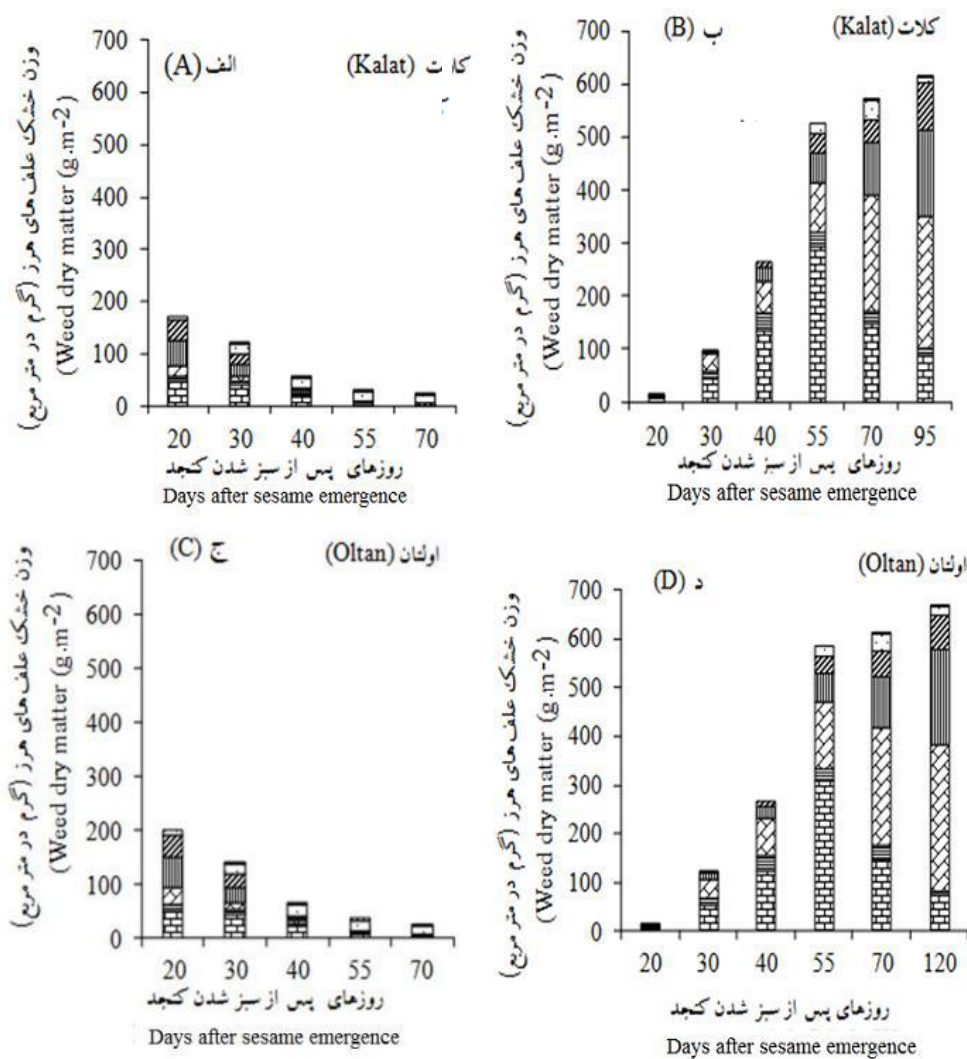 (A) الف
کلات (Kalat)
وزن خشک علف های هرز (گرم در متر مربع)
(Weed dry matter (g.m-2)
700
600
500
400
300
200
100
0
20 30 40 55 70
روزهای پس از سبز شدن کنجد
Days after sesame emergence
(B) ب
کلات (Kalat)
وزن خشک علف های هرز (گرم در متر مربع)
(Weed dry matter (g.m-2)
700
600
500
400
300
200
100
0
20 30 40 55 70 95
روزهای پس از سبز شدن کنجد
Days after sesame emergence
(C) ج
اولتان (Oltan)
وزن خشک علف های هرز (گرم در متر مربع)
(Weed dry matter (g.m-2)
700
600
500
400
300
200
100
0
20 30 40 55 70
روزهای پس از سبز شدن کنجد
Days after sesame emergence
(D) د
اولتان (Oltan)
وزن خشک علف های هرز (گرم در متر مربع)
(Weed dry matter (g.m-2)
700
600
500
400
300
200
100
0
20 30 40 55 70 120
روزهای پس از سبز شدن کنجد
Days after sesame emergence